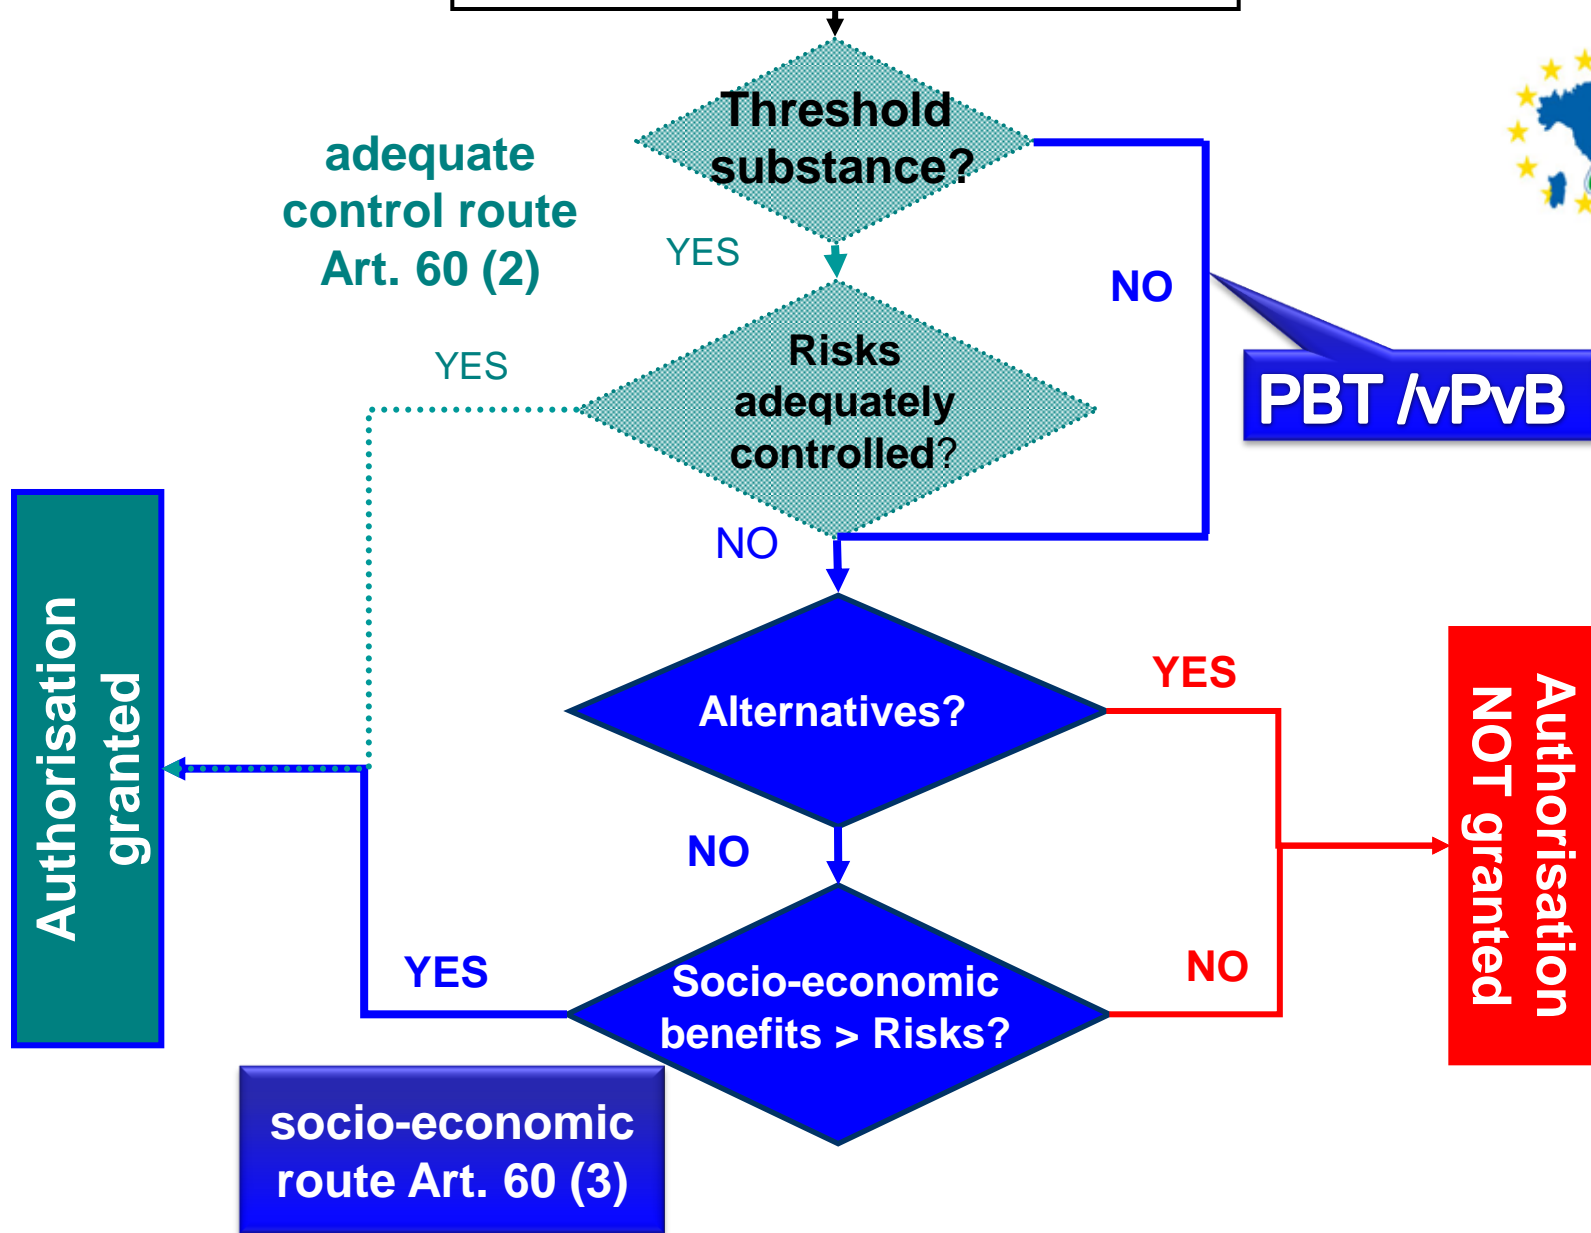 Threshold
substance?
adequate
control route
Art. 60 (2)
YES
NO
PBT /vPvB
YES
Risks
adequately
controlled?
NO
Authorisation
granted
Alternatives?
YES
Authorisation
NOT granted
NO
YES
Socio-economic
benefits > Risks?
NO
socio-economic
route Art. 60 (3)